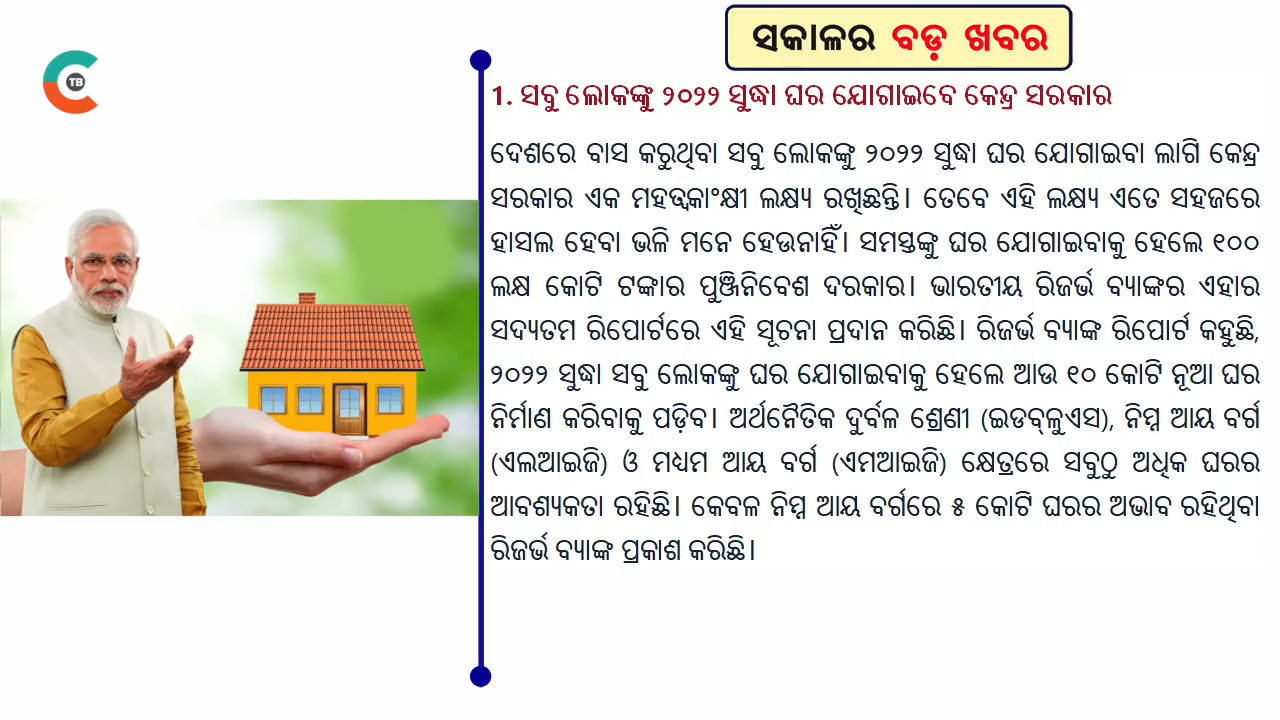 TB
ସକାଳର ବଡ଼ ଖବର
1. ସବୁ ଲୋକଙ୍କୁ ୨୦୨୨ ସୁଦ୍ଧା ଘର ଯୋଗାଇବେ କେନ୍ଦ୍ର ସରକାର
ଦେଶରେ ବାସ କରୁଥିବା ସବୁ ଲୋକଙ୍କୁ ୨୦୨୨ ସୁଦ୍ଧା ଘର ଯୋଗାଇବା ଲାଗି କେନ୍ଦ୍ର
ସରକାର ଏକ ମହତ୍ୱକାଂକ୍ଷୀ ଲକ୍ଷ୍ୟ ରଖିଛନ୍ତି। ତେବେ ଏହି ଲକ୍ଷ୍ୟ ଏତେ ସହଜରେ
ହାସଲ ହେବା ଭଳି ମନେ ହେଉନାହିଁ। ସମସ୍ତଙ୍କୁ ଘର ଯୋଗାଇବାକୁ ହେଲେ ୧୦୦
ଲକ୍ଷ କୋଟି ଟଙ୍କାର ପୁଞ୍ଜିନିବେଶ ଦରକାର। ଭାରତୀୟ ରିଜର୍ଭ ବ୍ୟାଙ୍କର ଏହାର
ସଦ୍ୟତମ ରିପୋର୍ଟରେ ଏହି ସୂଚନା ପ୍ରଦାନ କରିଛି। ରିଜର୍ଭ ବ୍ୟାଙ୍କ ରିପୋର୍ଟ କହୁଛି,
୨୦୨୨ ସୁଦ୍ଧା ସବୁ ଲୋକଙ୍କୁ ଘର ଯୋଗାଇବାକୁ ହେଲେ ଆଉ ୧୦ କୋଟି ନୂଆ ଘର
ନିର୍ମାଣ କରିବାକୁ ପଡ଼ିବ। ଅର୍ଥନୈତିକ ଦୁର୍ବଳ ଶ୍ରେଣୀ (ଇଡବ୍ଲୁଏସ), ନିମ୍ନ ଆୟ ବର୍ଗ
(ଏଲଆଇଜି) ଓ ମଧ୍ୟମ ଆୟ ବର୍ଗ (ଏମଆଇଜି) କ୍ଷେତ୍ରରେ ସବୁଠୁ ଅଧିକ ଘରର
ଆବଶ୍ୟକତା ରହିଛି। କେବଳ ନିମ୍ନ ଆୟ ବର୍ଗରେ ୫ କୋଟି ଘରର ଅଭାବ ରହିଥିବା
ରିଜର୍ଭ ବ୍ୟାଙ୍କ ପ୍ରକାଶ କରିଛି।